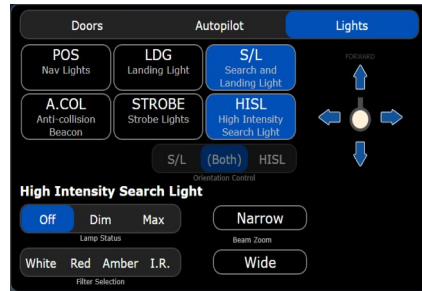 Doors Autopilot Lights
POS LDG S/L
Nav Lights Landing Light Search and
Landing Light
FORWARD
A.COL STROBE HISL
Anti-collision Strobe Lights High Intensity
Beacon Search Light
S/L (Both) HISL
Orientation Control
High Intensity Search Light
Off Dim Max Narrow
Lamp Status Beam Zoom
White Red Amber I.R. Wide
Filter Selection